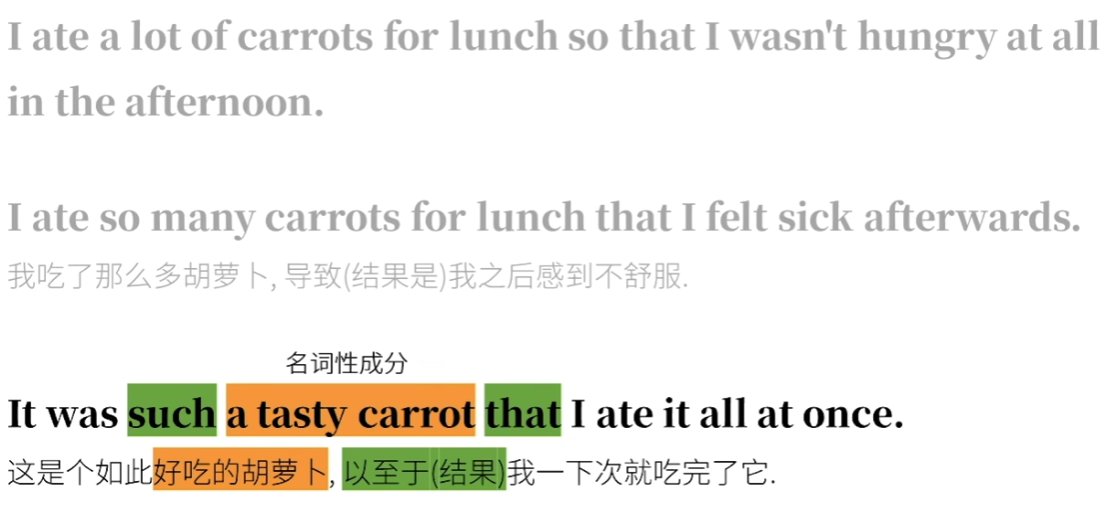 I ate a lot of carrots for lunch so that I wasn't hungry at all
in the afternoon.
I ate so many carrots for lunch that I felt sick afterwards.
我吃了那么多胡萝卜, 导致(结果是)我之后感到不舒服.
名词性成分
It was such a tasty carrot that I ate it all at once.
这是个如此好吃的胡萝卜, 以至于(结果)我一下次就吃完了它.